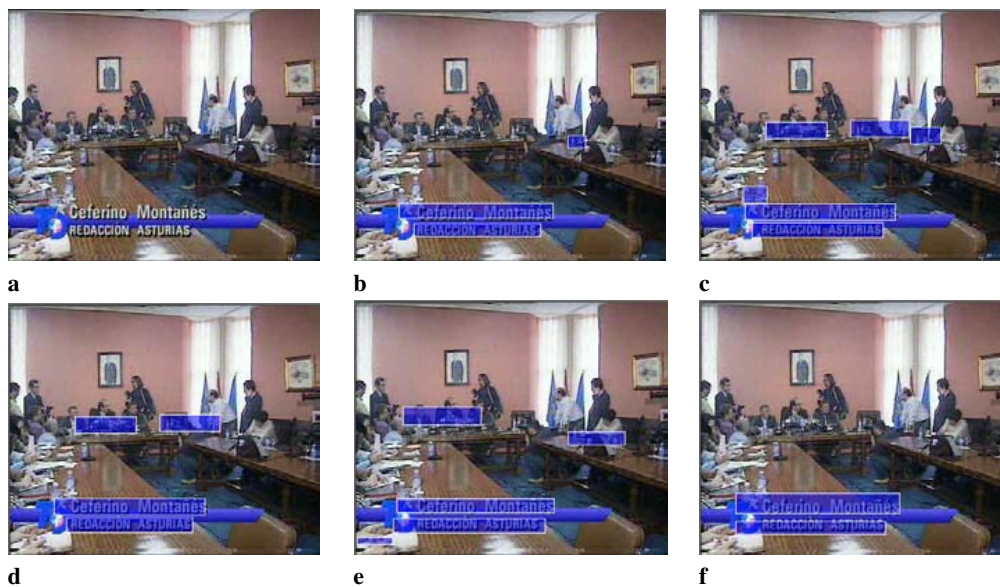 Ceferino Montañés
REDACCION ASTURIAS
Ceferino Montañés
REDACCION ASTURIAS
Ceferino Montañés
REDACCION ASTURIAS
a
b
c
Ceferino Montañés
REDACCION ASTURIAS
Ceferino Montañés
REDACCION ASTURIAS
Ceferino Montañés
REDACCION ASTURIAS
d
e
f